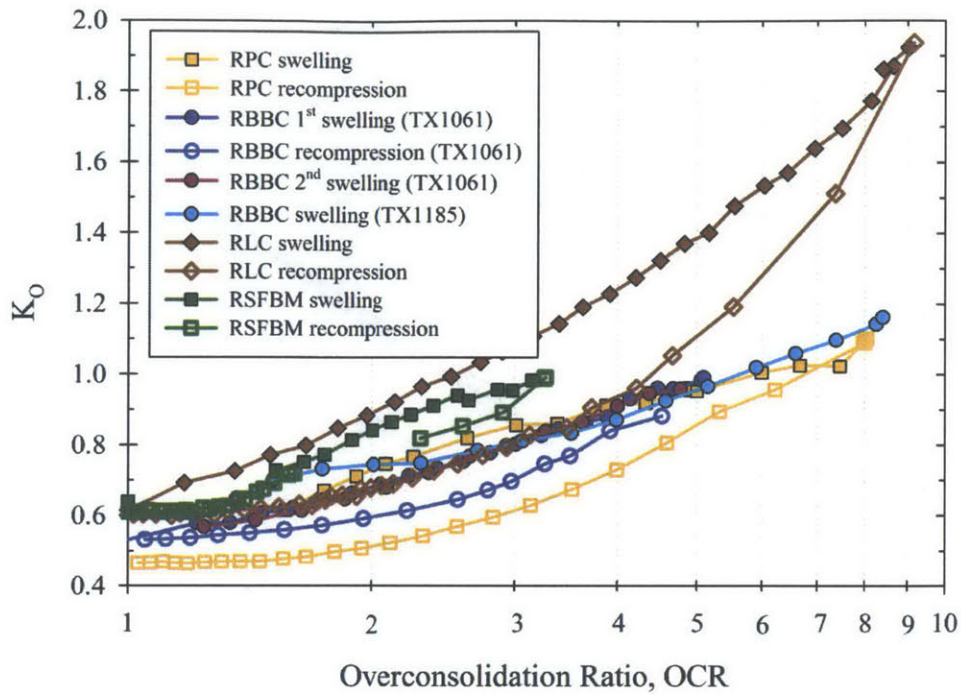 2.0
1.8
1.6
1.4
1.2
1.0
0.8
0.6
0.4
K_O
RPC swelling
RPC recompression
RBBC 1st swelling (TX1061)
RBBC recompression (TX1061)
RBBC 2nd swelling (TX1061)
RBBC swelling (TX1185)
RLC swelling
RLC recompression
RSFBM swelling
RSFBM recompression
1 2 3 4 5 6 7 8 9 10
Overconsolidation Ratio, OCR